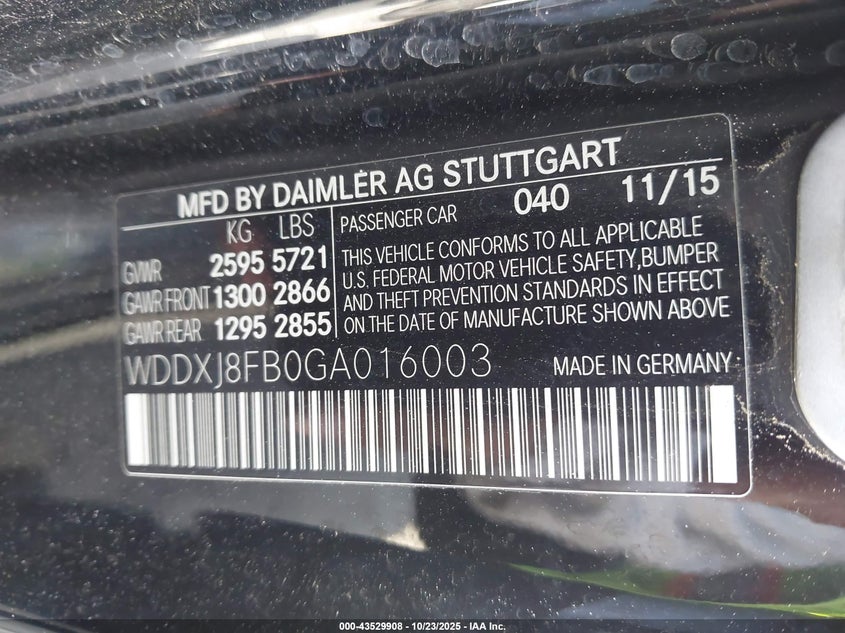 MFD BY DAIMLER AG STUTTGART
KG LBS
GVWR 2595 5721
GAWR FRONT 1300 2866
GAWR REAR 1295 2855
PASSENGER CAR 040 11/15
THIS VEHICLE CONFORMS TO ALL APPLICABLE
U.S. FEDERAL MOTOR VEHICLE SAFETY,BUMPER
AND THEFT PREVENTION STANDARDS IN EFFECT
ON THE DATE OF MANUFACTURE SHOWN ABOVE
WDDXJ8FB0GA016003 MADE IN GERMANY
000-43529908 - 10/23/2025 - IAA Inc.